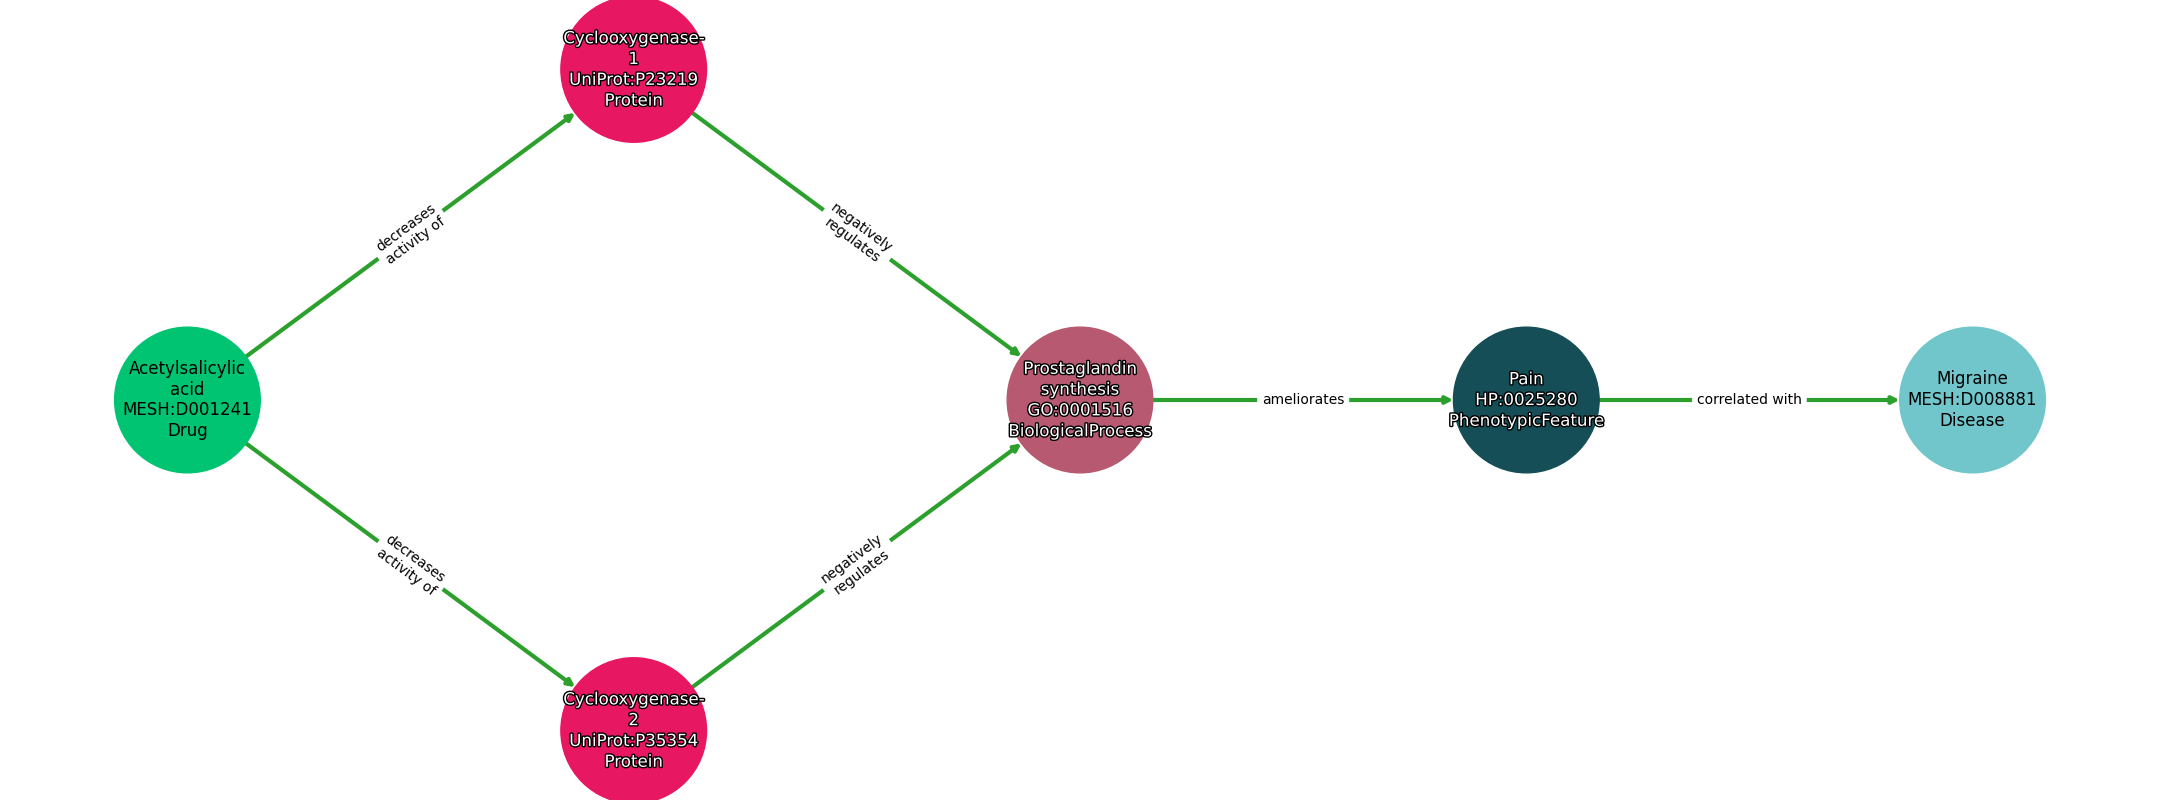 Cyclooxygenase-
1
UniProt:P23219
Protein
decreases
activity of
negatively
regulates
Acetylsalicylic
acid
MESH:D001241
Drug
Prostaglandin
synthesis
GO:0001516
BiologicalProcess
ameliorates
Pain
HP:0025280
PhenotypicFeature
correlated with
Migraine
MESH:D008881
Disease
decreases
activity of
negatively
regulates
Cyclooxygenase-
2
UniProt:P35354
Protein